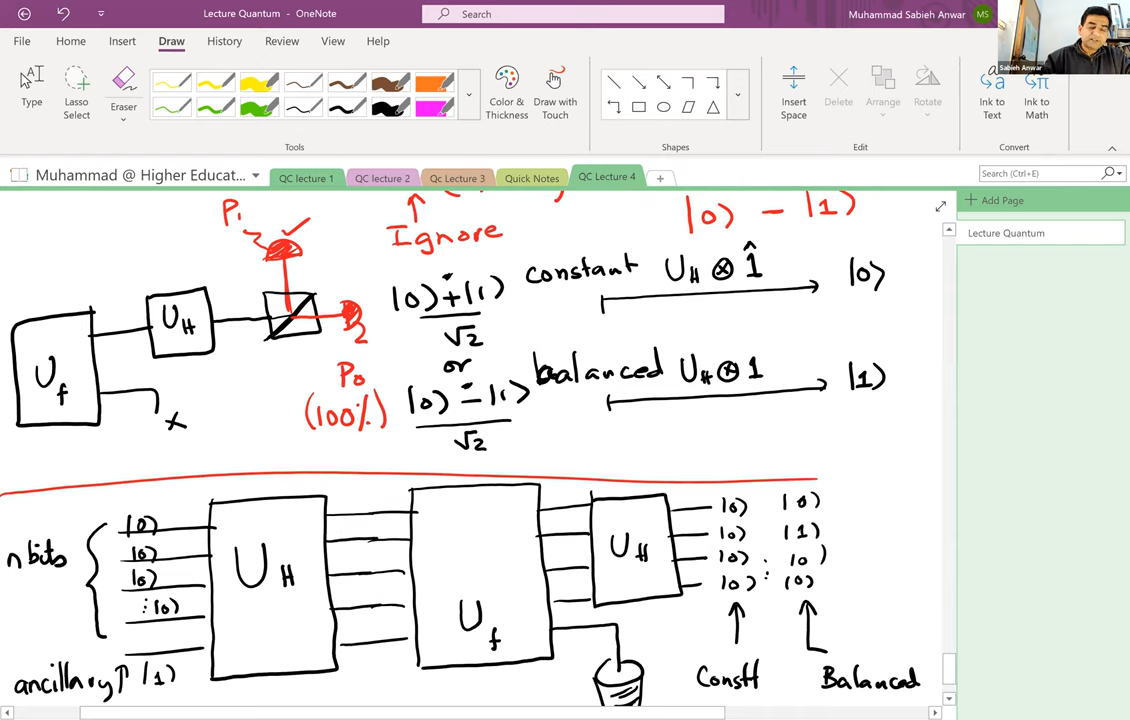 Lecture Quantum - OneNote
Search
Muhammad Sabieh Anwar
MS
File Home Insert Draw History Review View Help
Sabieh Anwar
Type
Lasso Select
Eraser
Color & Thickness
Draw with Touch
Insert Space
Delete
Arrange
Rotate
Ink to Text
Ink to Math
Tools
Shapes
Edit
Convert
Muhammad @ Higher Educat...
QC lecture 1
QC lecture 2
Qc Lecture 3
Quick Notes
QC Lecture 4
Search (Ctrl+E)
Add Page
Lecture Quantum
P₁
Ignore
|0⟩ - |1⟩
|0⟩ + |1⟩
√2
constant U_H ⊗ 1̂
|0⟩
U_f
U_H
or
P₀
(100%)
|0⟩ - |1⟩
√2
balanced U_H ⊗ 1
|1⟩
n bits
|0⟩
|0⟩
|0⟩
⋮ |0⟩
ancillary ↑ |1⟩
U_H
U_f
U_H
|0⟩ |0⟩
|0⟩ |1⟩
|0⟩ |0⟩
|0⟩ |0⟩
Constt
Balanced